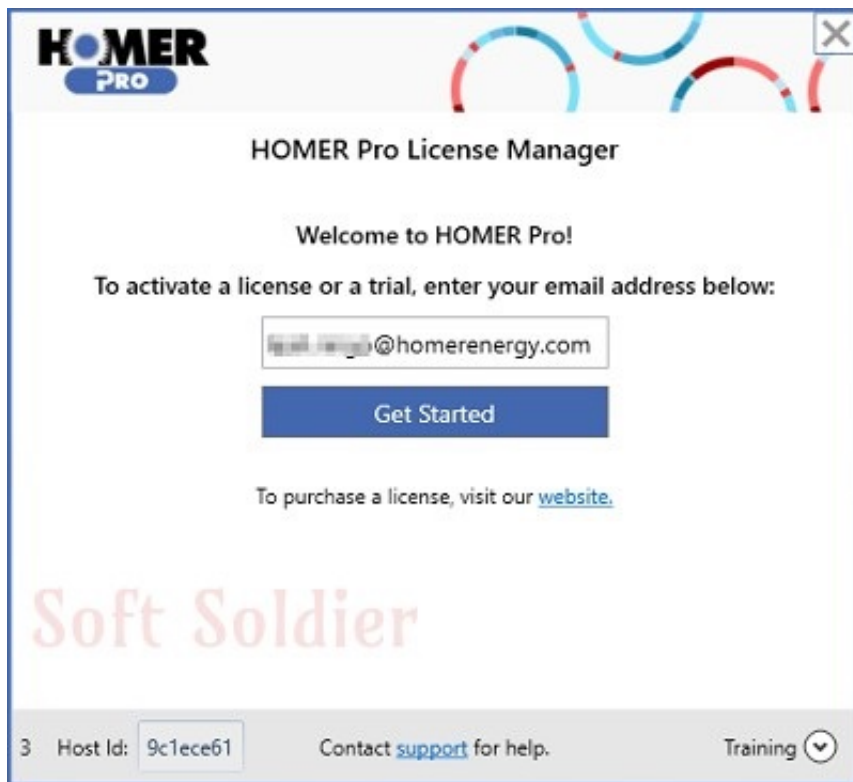 HOMER
PRO
HOMER Pro License Manager
Welcome to HOMER Pro!
To activate a license or a trial, enter your email address below:
@homerenergy.com
Get Started
To purchase a license, visit our website.
Soft Soldier
3 Host Id: 9c1ece61 Contact support for help. Training